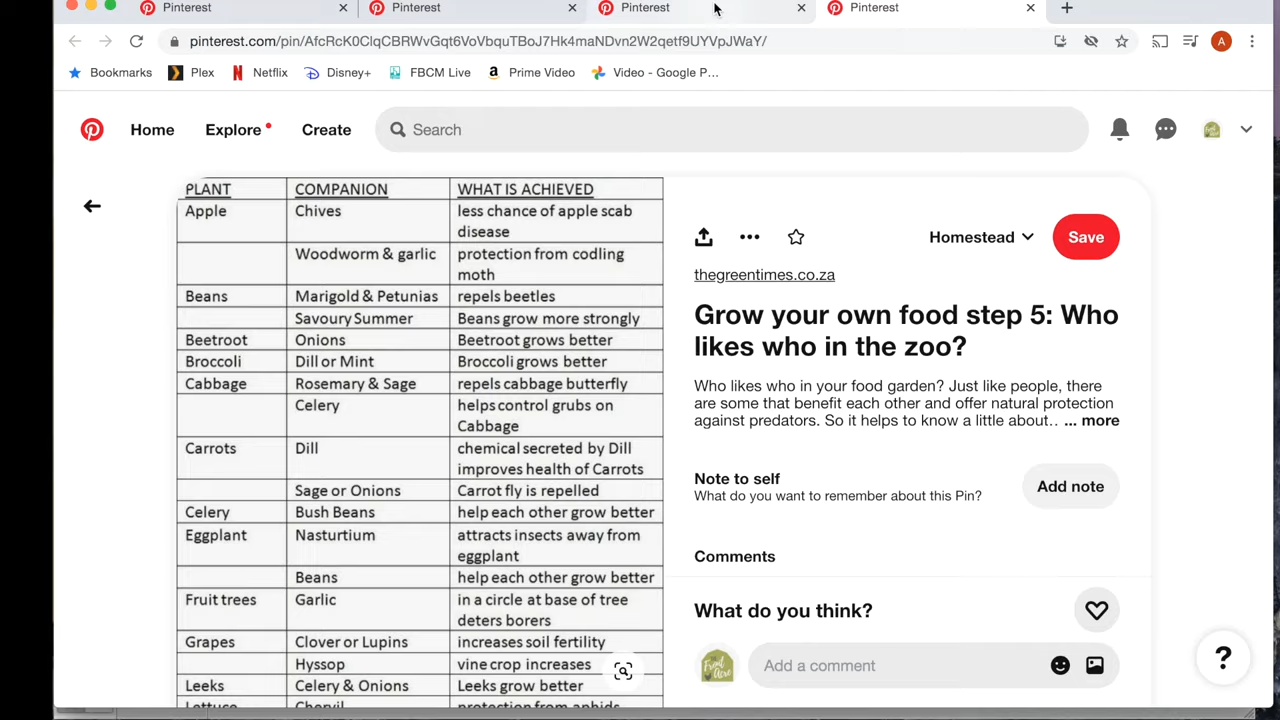 Pinterest
Pinterest
Pinterest
Pinterest
pinterest.com/pin/AfcRcK0ClqCBRWvGqt6VoVbquTBoJ7Hk4maNDvn2W2qetf9UYVpJWaY/
A
Bookmarks
Plex
Netflix
Disney+
FBCM Live
Prime Video
Video - Google P...
Home
Explore
Create
Search
PLANT COMPANION WHAT IS ACHIEVED
Apple Chives less chance of apple scab
disease
Woodworm & garlic protection from codling
moth
Beans Marigold & Petunias repels beetles
Savoury Summer Beans grow more strongly
Beetroot Onions Beetroot grows better
Broccoli Dill or Mint Broccoli grows better
Cabbage Rosemary & Sage repels cabbage butterfly
Celery helps control grubs on
Cabbage
Carrots Dill chemical secreted by Dill
improves health of Carrots
Sage or Onions Carrot fly is repelled
Celery Bush Beans help each other grow better
Eggplant Nasturtium attracts insects away from
eggplant
Beans help each other grow better
Fruit trees Garlic in a circle at base of tree
deters borers
Grapes Clover or Lupins increases soil fertility
Hyssop vine crop increases
Leeks Celery & Onions Leeks grow better
Lettuce Chervil protection from aphids
Homestead
Save
thegreentimes.co.za
Grow your own food step 5: Who
likes who in the zoo?
Who likes who in your food garden? Just like people, there
are some that benefit each other and offer natural protection
against predators. So it helps to know a little about.. ... more
Note to self
What do you want to remember about this Pin?
Add note
Comments
What do you think?
Add a comment
?